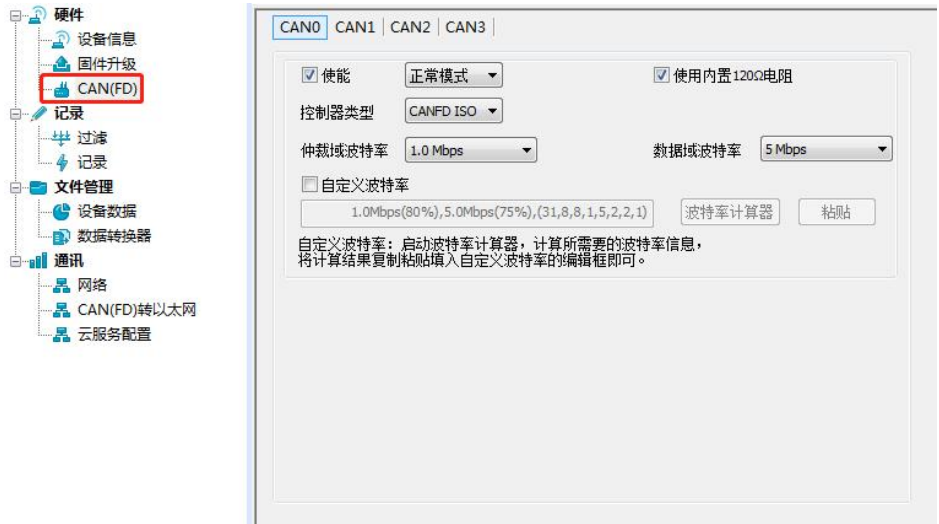 硬件
设备信息
固件升级
CAN(FD)
记录
过滤
记录
文件管理
设备数据
数据转换器
通讯
网络
CAN(FD)转以太网
云服务配置
CAN0 CAN1 CAN2 CAN3
使能 正常模式 使用内置120Ω电阻
控制器类型 CANFD ISO
仲裁域波特率 1.0 Mbps 数据域波特率 5 Mbps
自定义波特率
1.0Mbps(80%),5.0Mbps(75%),(31,8,8,1,5,2,2,1) 波特率计算器 粘贴
自定义波特率：启动波特率计算器，计算所需要的波特率信息，
将计算结果复制粘贴填入自定义波特率的编辑框即可。